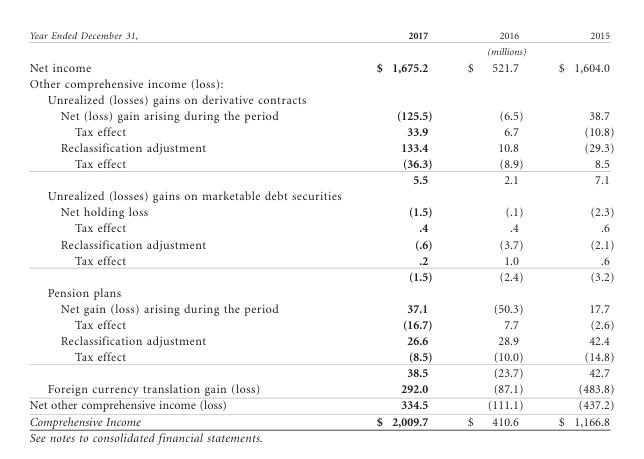 Year Ended December 31, 2017 2016 2015
(millions)
Net income $ 1,675.2 $ 521.7 $ 1,604.0
Other comprehensive income (loss):
Unrealized (losses) gains on derivative contracts
Net (loss) gain arising during the period (125.5) (6.5) 38.7
Tax effect 33.9 6.7 (10.8)
Reclassification adjustment 133.4 10.8 (29.3)
Tax effect (36.3) (8.9) 8.5
5.5 2.1 7.1
Unrealized (losses) gains on marketable debt securities
Net holding loss (1.5) (.1) (2.3)
Tax effect .4 .4 .6
Reclassification adjustment (.6) (3.7) (2.1)
Tax effect .2 1.0 .6
(1.5) (2.4) (3.2)
Pension plans
Net gain (loss) arising during the period 37.1 (50.3) 17.7
Tax effect (16.7) 7.7 (2.6)
Reclassification adjustment 26.6 28.9 42.4
Tax effect (8.5) (10.0) (14.8)
38.5 (23.7) 42.7
Foreign currency translation gain (loss) 292.0 (87.1) (483.8)
Net other comprehensive income (loss) 334.5 (111.1) (437.2)
Comprehensive Income $ 2,009.7 $ 410.6 $ 1,166.8
See notes to consolidated financial statements.